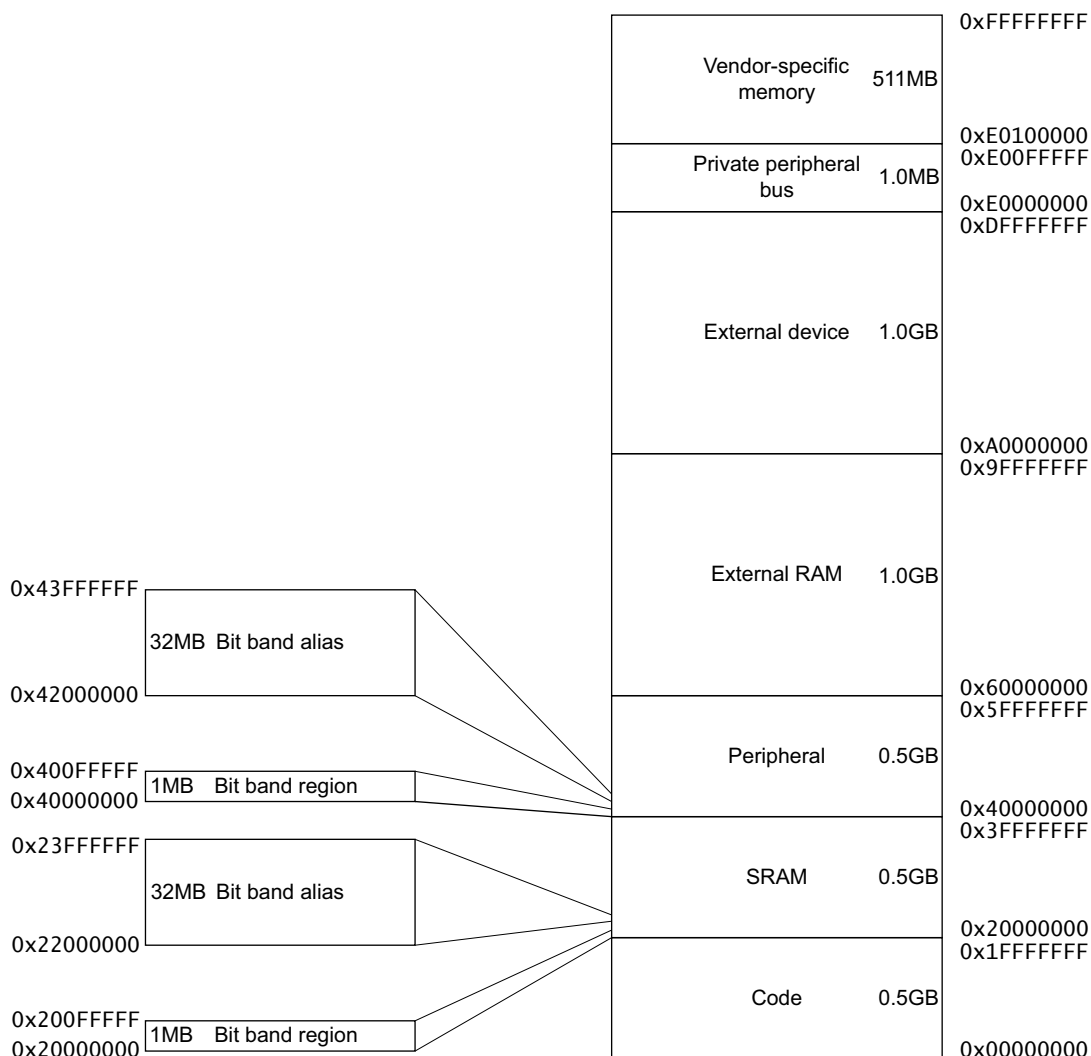 0xFFFFFFFF
Vendor-specific
memory
511MB
0xE0100000
0xE00FFFFF
Private peripheral
bus
1.0MB
0xE0000000
0xDFFFFFFF
External device
1.0GB
0xA0000000
0x9FFFFFFF
External RAM
1.0GB
0x60000000
0x5FFFFFFF
Peripheral
0.5GB
0x40000000
0x3FFFFFFF
SRAM
0.5GB
0x20000000
0x1FFFFFFF
Code
0.5GB
0x00000000
0x43FFFFFF
32MB Bit band alias
0x42000000
0x400FFFFF
1MB Bit band region
0x40000000
0x23FFFFFF
32MB Bit band alias
0x22000000
0x200FFFFF
1MB Bit band region
0x20000000